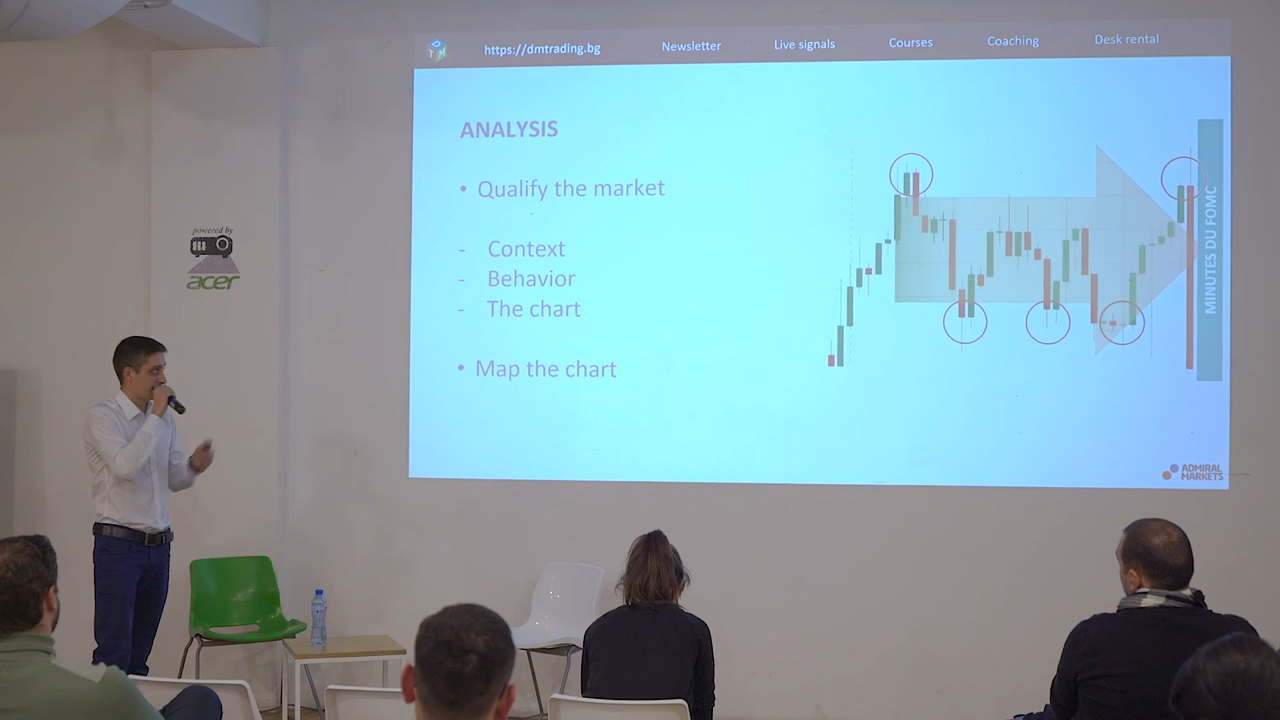 https://dmtrading.bg Newsletter Live signals Courses Coaching Desk rental
ANALYSIS
• Qualify the market
- Context
- Behavior
- The chart
• Map the chart
MINUTES DU FOMC
ADMIRAL
MARKETS
powered by
acer